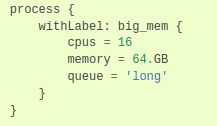 process {
    withLabel: big_mem {
        cpus = 16
        memory = 64.GB
        queue = 'long'
    }
}